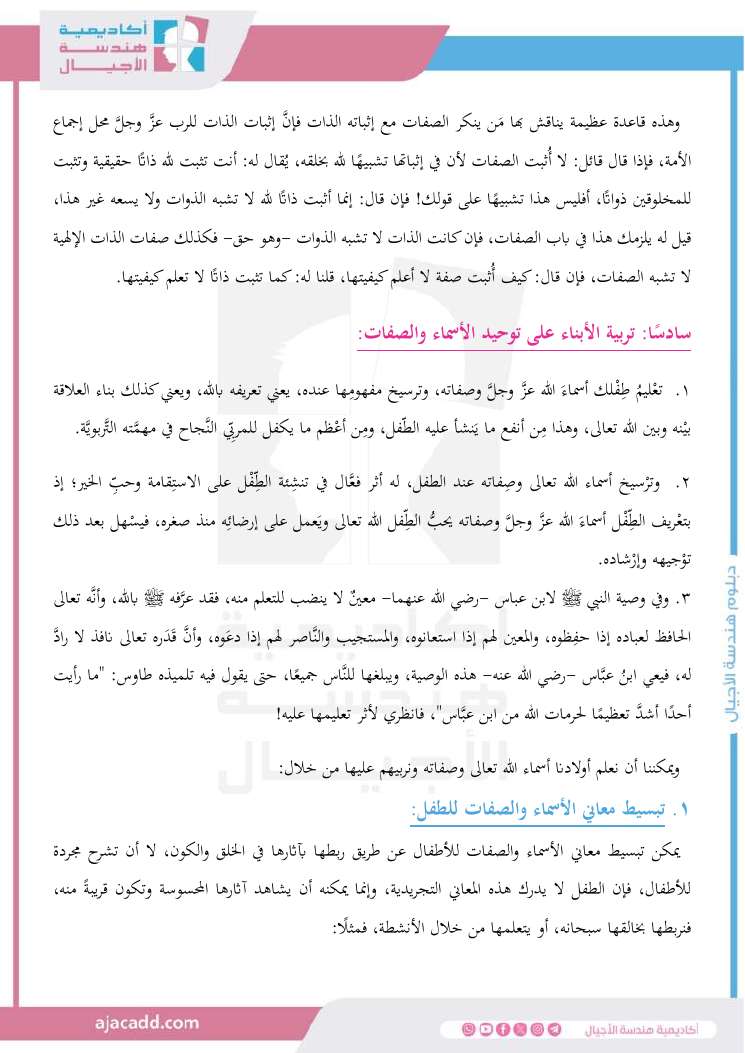 أكاديمية
هندسة
الأجيال
وهذه قاعدة عظيمة يناقش بها مَن ينكر الصفات مع إثباته الذات فإنَّ إثبات الذات للرب عزَّ وجلَّ محل إجماع
الأمة، فإذا قال قائل: لا أُثبت الصفات لأن في إثباتها تشبيهًا لله بخلقه، يُقال له: أنت تثبت لله ذاتًا حقيقية وتثبت
للمخلوقين ذواتًا، أفليس هذا تشبيهًا على قولك! فإن قال: إنما أثبت ذاتًا لله لا تشبه الذوات ولا يسعه غير هذا،
قيل له يلزمك هذا في باب الصفات، فإن كانت الذات لا تشبه الذوات –وهو حق– فكذلك صفات الذات الإلهية
لا تشبه الصفات، فإن قال: كيف أُثبت صفة لا أعلم كيفيتها، قلنا له: كما تثبت ذاتًا لا تعلم كيفيتها.
سادسًا: تربية الأبناء على توحيد الأسماء والصفات:
١. تعْليمُ طِفْلك أسماءَ الله عزَّ وجلَّ وصفاته، وترسيخ مفهومِها عنده، يعني تعريفه بالله، ويعني كذلك بناء العلاقة
بيْنه وبين الله تعالى، وهذا مِن أنفع ما يَنشأ عليه الطّفل، ومِن أعْظم ما يكفل للمربِّي النَّجاح في مهمَّته التَّربويَّة.
٢. وترْسيخ أسماء الله تعالى وصِفاته عند الطفل، له أثر فعَّال في تنشِئة الطِّفْل على الاستِقامة وحبِّ الخير؛ إذ
بتعْريف الطِّفْل أسماءَ الله عزَّ وجلَّ وصفاته يحبُّ الطِّفل الله تعالى ويَعمل على إرضائِه منذ صغره، فيسْهل بعد ذلك
توْجيهه وإرْشاده.
٣. وفي وصية النبي ﷺ لابن عباس –رضي الله عنهما– معينٌ لا ينضب للتعلم منه، فقد عرَّفه ﷺ بالله، وأنَّه تعالى
الحافظ لعباده إذا حفِظوه، والمعين لهم إذا استعانوه، والمستجيب والنَّاصر لهم إذا دعَوه، وأنَّ قَدَره تعالى نافذ لا رادَّ
له، فيعي ابنُ عبَّاس –رضي الله عنه– هذه الوصية، ويبلغها للنَّاس جميعًا، حتى يقول فيه تلميذه طاوس: "ما رأيت
أحدًا أشدَّ تعظيمًا لحرمات الله من ابن عبَّاس"، فانظري لأثر تعليمها عليه!
ويمكننا أن نعلم أولادنا أسماء الله تعالى وصفاته ونربيهم عليها من خلال:
١. تبسيط معاني الأسماء والصفات للطفل:
يمكن تبسيط معاني الأسماء والصفات للأطفال عن طريق ربطها بآثارها في الخلق والكون، لا أن تشرح مجردة
للأطفال، فإن الطفل لا يدرك هذه المعاني التجريدية، وإنما يمكنه أن يشاهد آثارها المحسوسة وتكون قريبةً منه،
فنربطها بخالقها سبحانه، أو يتعلمها من خلال الأنشطة، فمثلًا:
دبلوم هندسة الأجيال
أكاديمية هندسة الأجيال
ajacadd.com